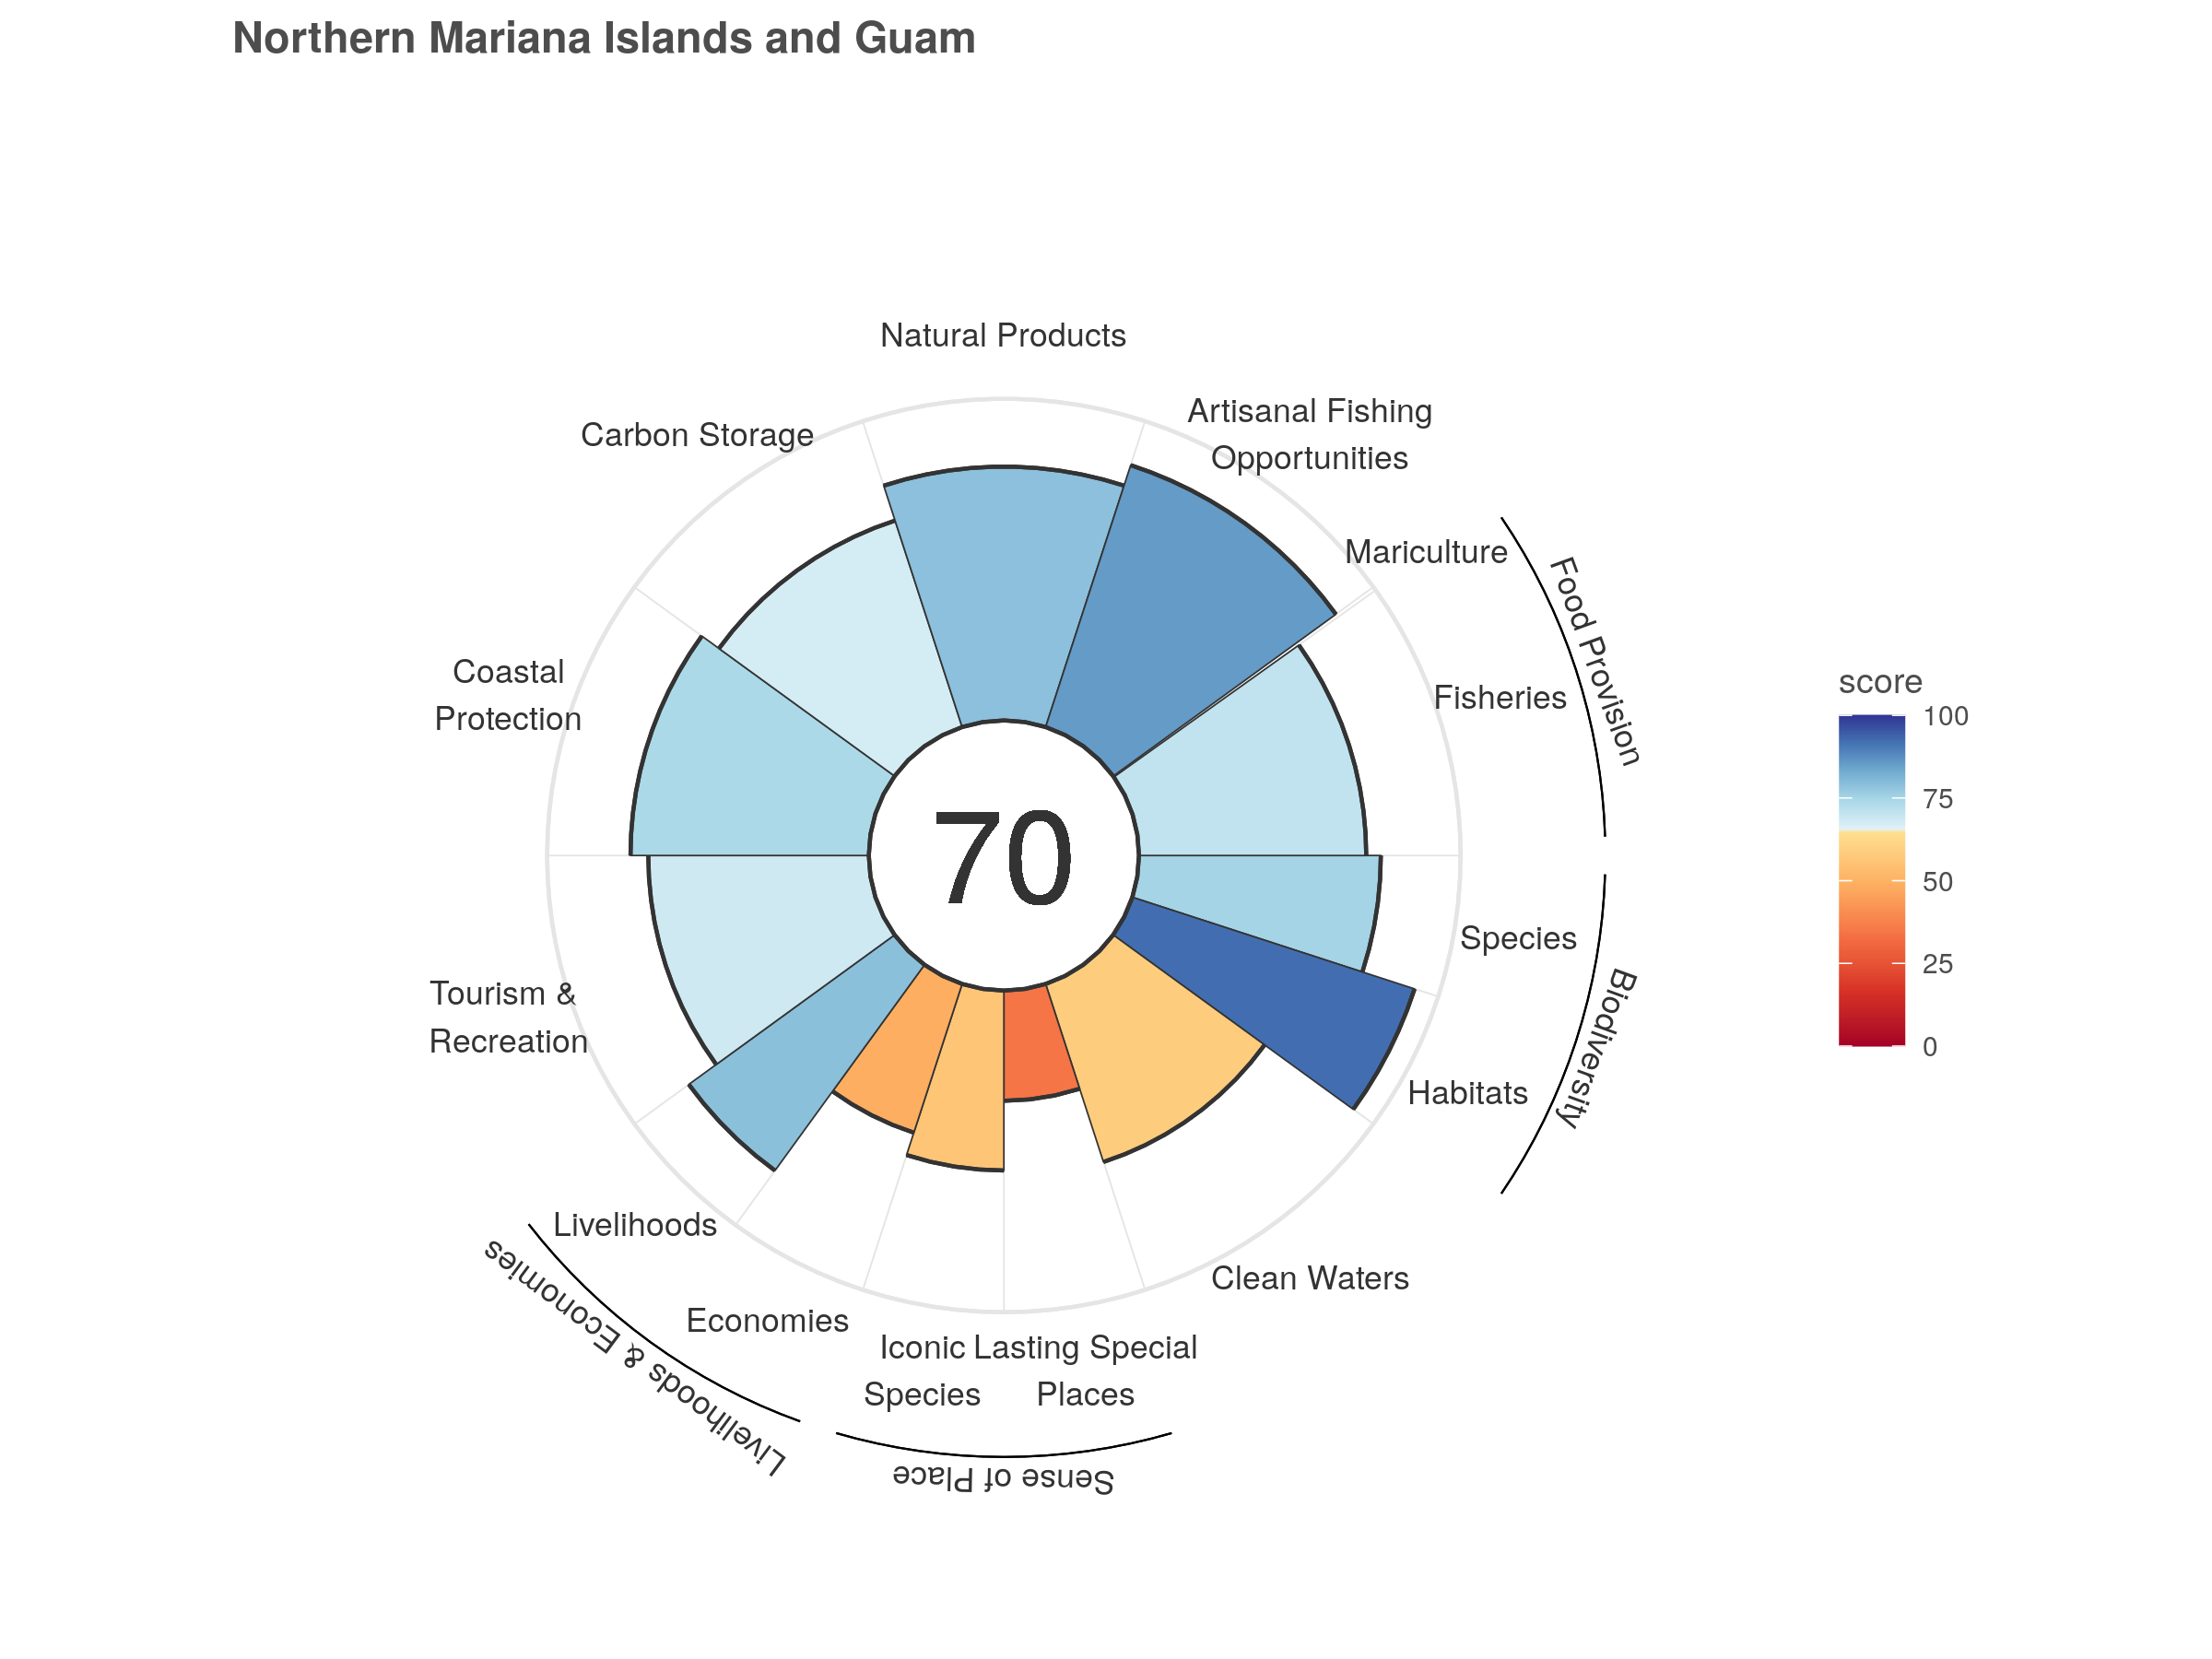 Northern Mariana Islands and Guam
Natural Products
Artisanal Fishing
Opportunities
Carbon Storage
Mariculture
Food Provision
Fisheries
Coastal
Protection
score
100
75
50
25
0
70
Species
Biodiversity
Habitats
Tourism &
Recreation
Livelihoods
Livelihoods & Economies
Economies
Clean Waters
Iconic
Species
Lasting Special
Places
Sense of Place